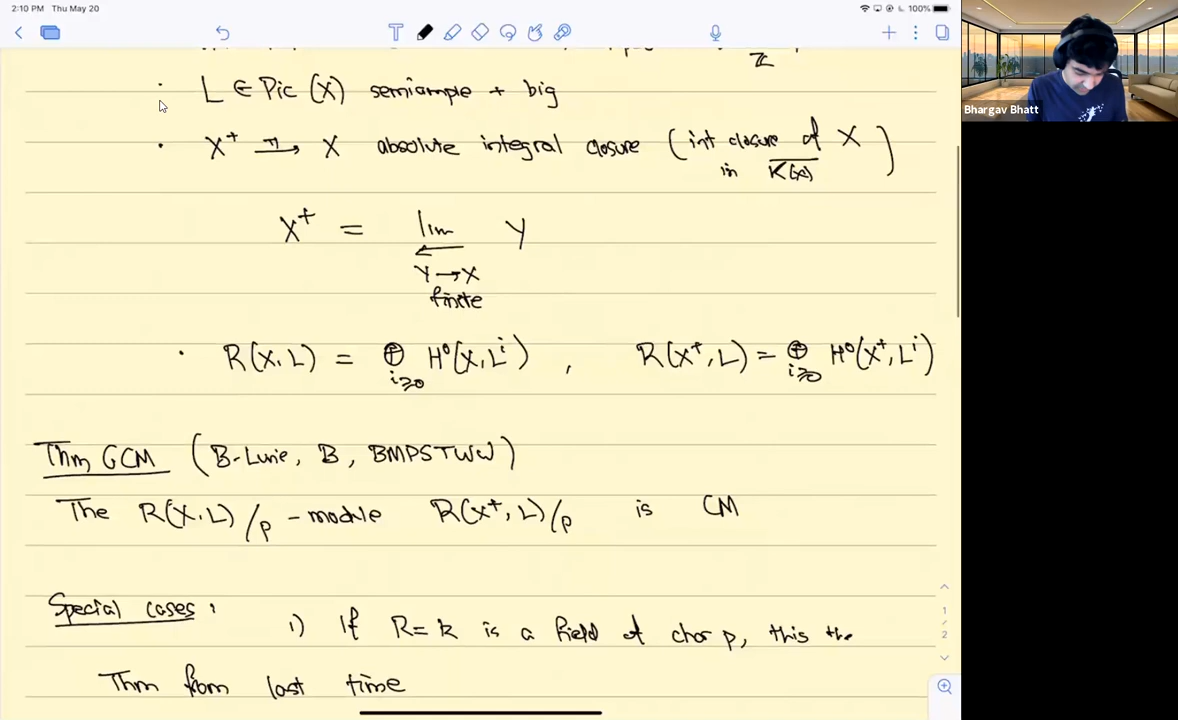 2:10 PM Thu May 20
100%
Z
· L ∈ Pic (X) semiample + big
Bhargav Bhatt
· X⁺ →^π X absolute integral closure (int closure of X
in K(X)‾ )
X⁺ = lim Y
←
Y → X
finite
· R(X, L) = ⊕ H⁰(X, Lⁱ) , R(X⁺, L) = ⊕ H⁰(X⁺, Lⁱ)
i≥0 i≥0
Thm GCM (B-Lurie, B, BMPSTWW)
The R(X, L)/p - module R(X⁺, L)/p is CM
Special cases: 1) If R = k is a field of char p, this the
Thm from last time
1
/
2